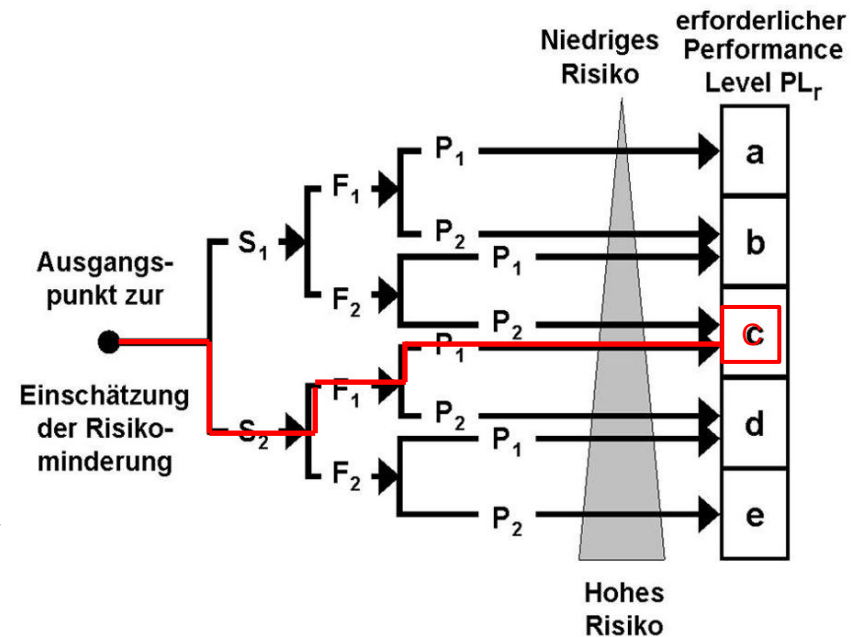 erforderlicher
Performance
Level PLr
Niedriges
Risiko
P1
a
F1
P2
b
S1
P1
Ausgangs-
punkt zur
F2
P2
c
P1
Einschätzung
der Risiko-
minderung
F1
P2
d
S2
P1
F2
P2
e
Hohes
Risiko